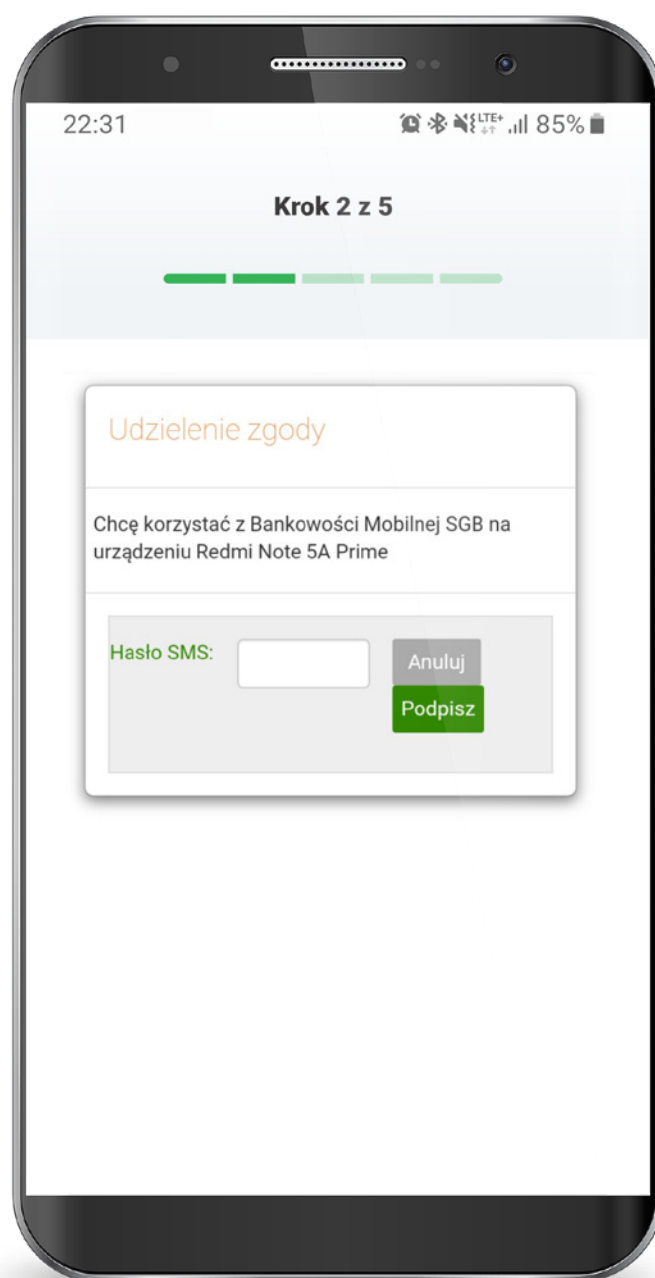 22:31 LTE+ 85%
Krok 2 z 5
Udzielenie zgody
Chcę korzystać z Bankowości Mobilnej SGB na
urządzeniu Redmi Note 5A Prime
Hasło SMS:
Anuluj
Podpisz